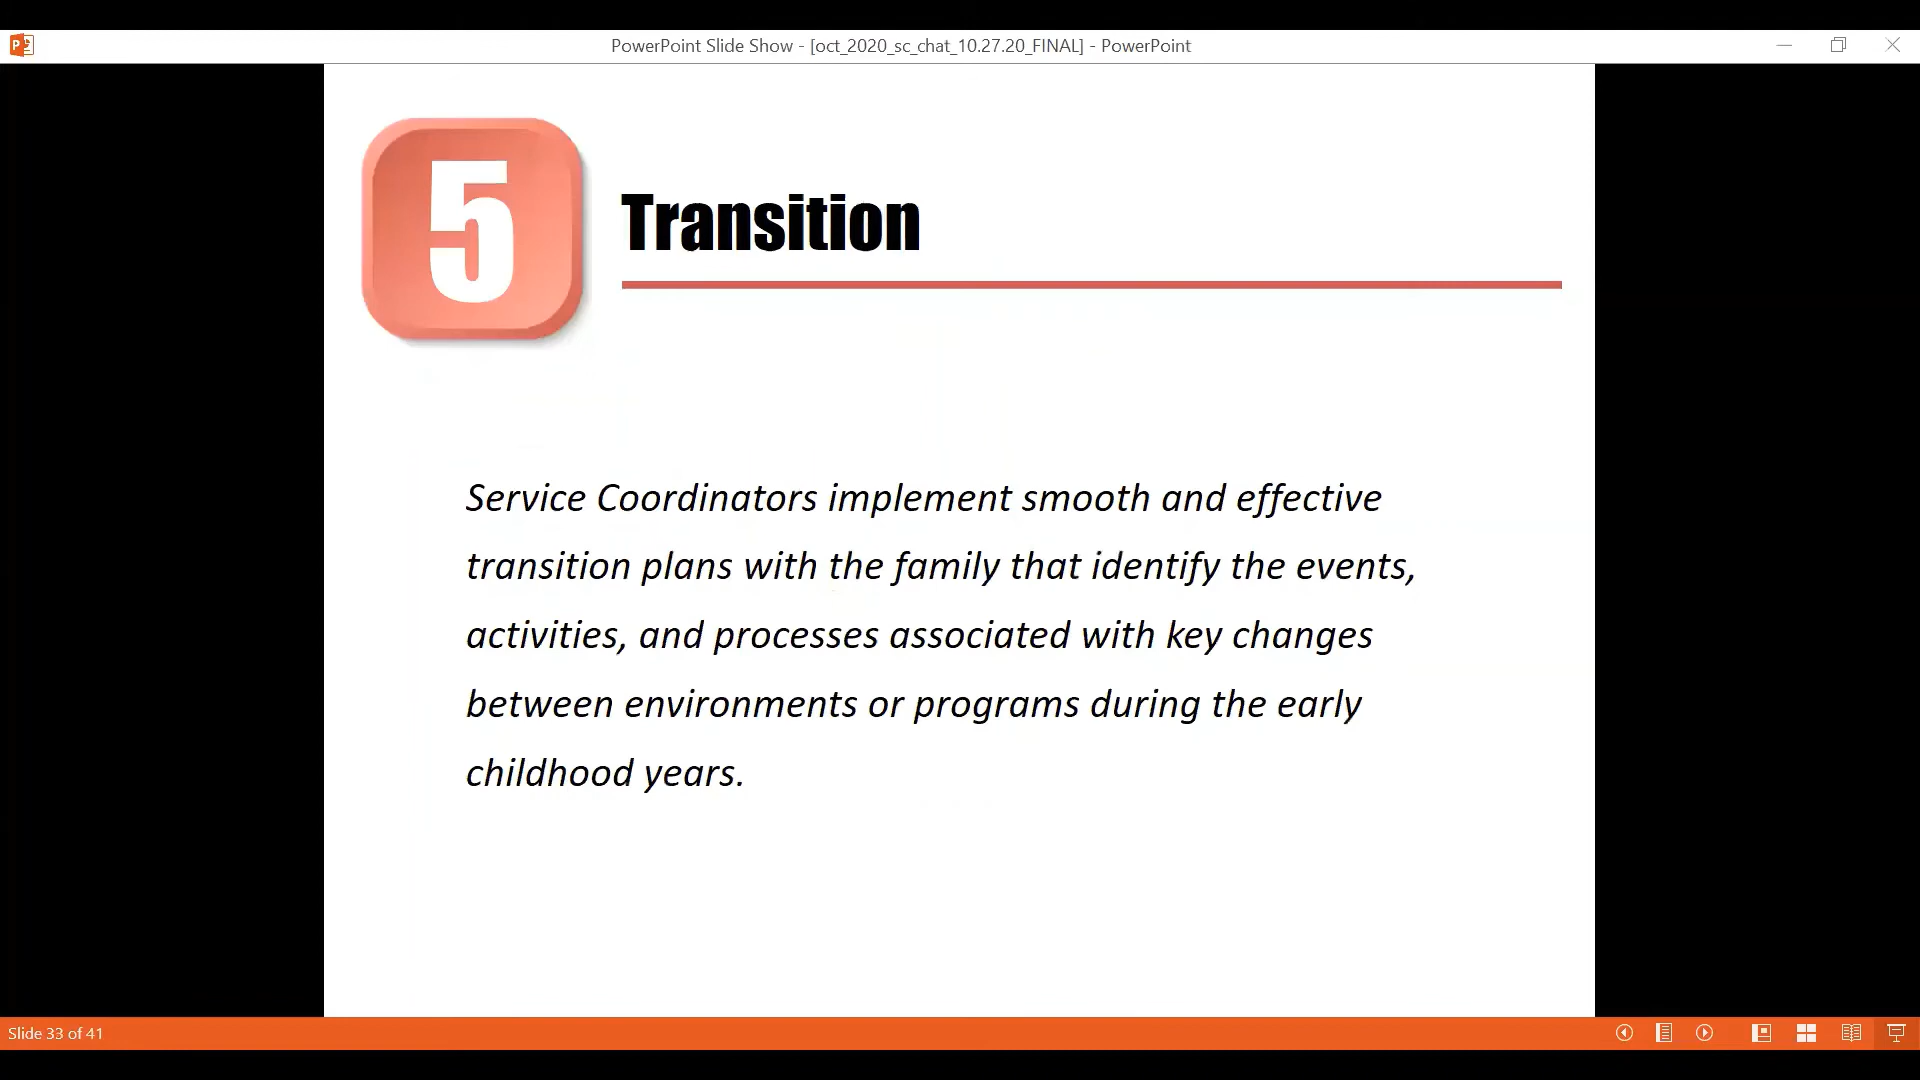 PowerPoint Slide Show - [oct_2020_sc_chat_10.27.20_FINAL] - PowerPoint
5
Transition
Service Coordinators implement smooth and effective
transition plans with the family that identify the events,
activities, and processes associated with key changes
between environments or programs during the early
childhood years.
Slide 33 of 41